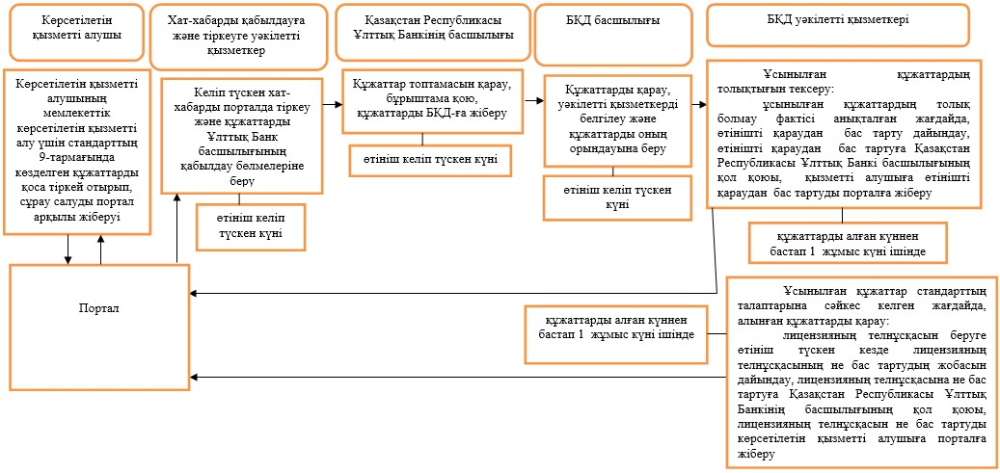 Көрсетілетін
қызметті алушы
Хат-хабарды қабылдауға
және тіркеуге уәкілетті
қызметкер
Қазақстан Республикасы
Ұлттық Банкінің басшылығы
БҚД басшылығы
БҚД уәкілетті қызметкері
Көрсетілетін қызметті
алушының
мемлекеттік
көрсетілетін қызметті
алу үшін стандарттың
9-тармағында
көзделген құжаттарды
қоса тіркей отырып,
сұрау салуды портал
арқылы жіберуі
Келіп түскен хат-
хабарды порталда тіркеу
және құжаттарды
Ұлттық Банк
басшылығының
қабылдау бөлмелеріне
беру
өтініш келіп
түскен күні
Құжаттар топтамасын қарау,
бұрыштама қою,
құжаттарды БҚД-ға жіберу
өтініш келіп түскен күні
Құжаттарды қарау,
уәкілетті қызметкерді
белгілеу және
құжаттарды оның
орындауына беру
өтініш келіп түскен
күні
Ұсынылған құжаттардың
толықтығын тексеру:
ұсынылған құжаттардың толық
болмау фактісі анықталған жағдайда,
өтінішті қараудан бас тарту дайындау,
өтінішті қараудан бас тартуға Қазақстан
Республикасы Ұлттық Банкі басшылығының
қол қоюы, қызметті алушыға өтінішті
қараудан бас тартуды порталға жіберу
құжаттарды алған күннен
бастап 1 жұмыс күні ішінде
Портал
құжаттарды алған күннен
бастап 1 жұмыс күні ішінде
Ұсынылған құжаттар стандарттың
талаптарына сәйкес келген жағдайда,
алынған құжаттарды қарау:
лицензияның телнұсқасын беруге
өтініш түскен кезде лицензияның
телнұсқасының не бас тартудың жобасын
дайындау, лицензияның телнұсқасына не бас
тартуға Қазақстан Республикасы Ұлттық
Банкінің басшылығының қол қоюы,
лицензияның телнұсқасын не бас тартуды
көрсетілетін қызметті алушыға порталға
жіберу